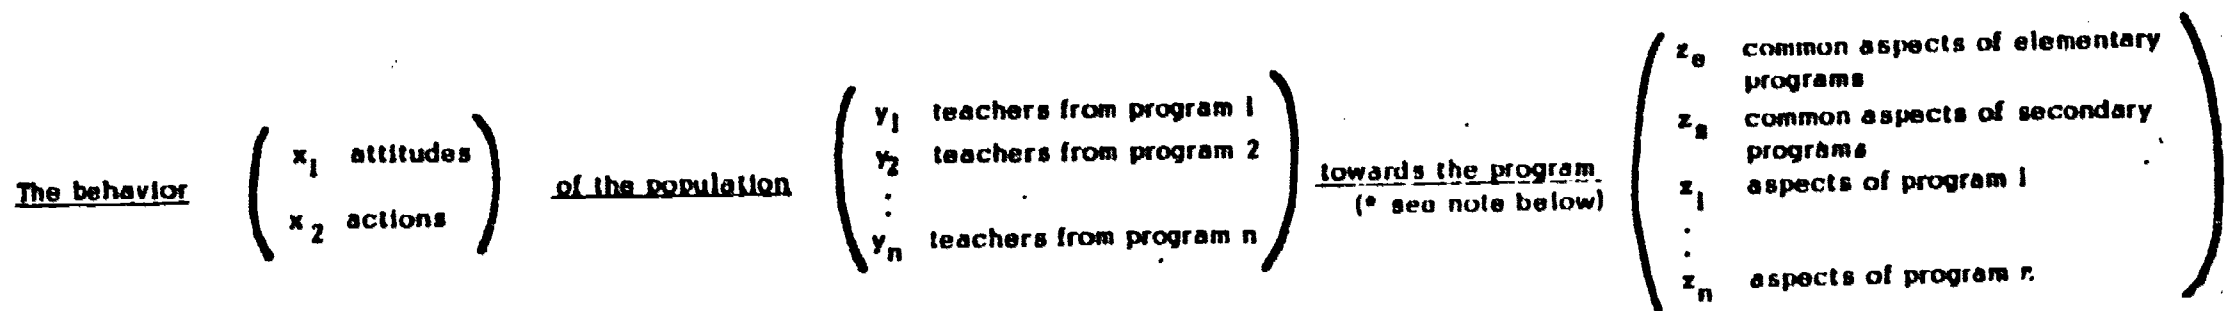 The behavior
x1 attitudes
x2 actions
of the population
y1 teachers from program 1
y2 teachers from program 2
:
yn teachers from program n
towards the program
(* see note below)
ze common aspects of elementary
programs
zs common aspects of secondary
programs
z1 aspects of program 1
:
zn aspects of program n